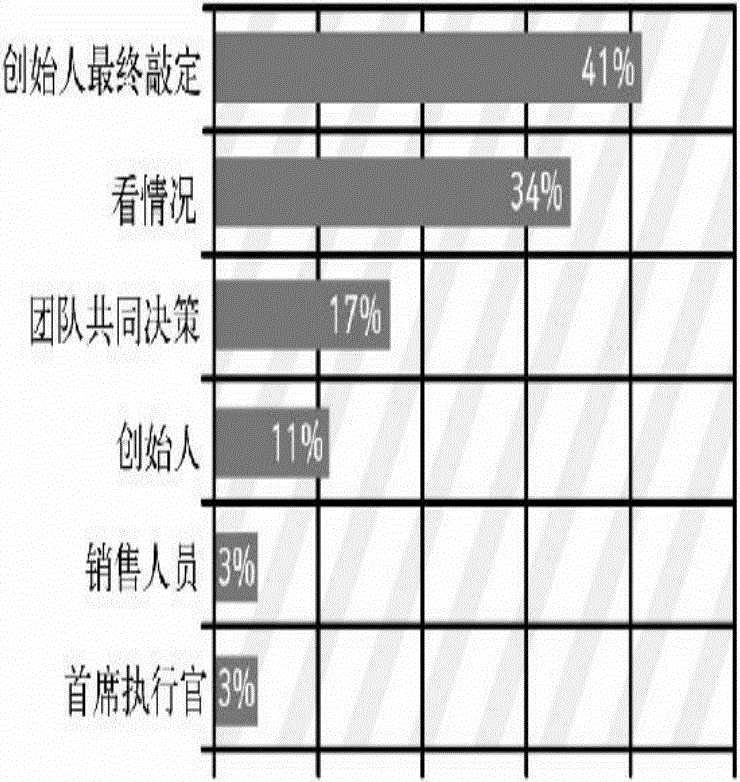 创始人最终敲定 41%
看情况 34%
团队共同决策 17%
创始人 11%
销售人员 3%
首席执行官 3%